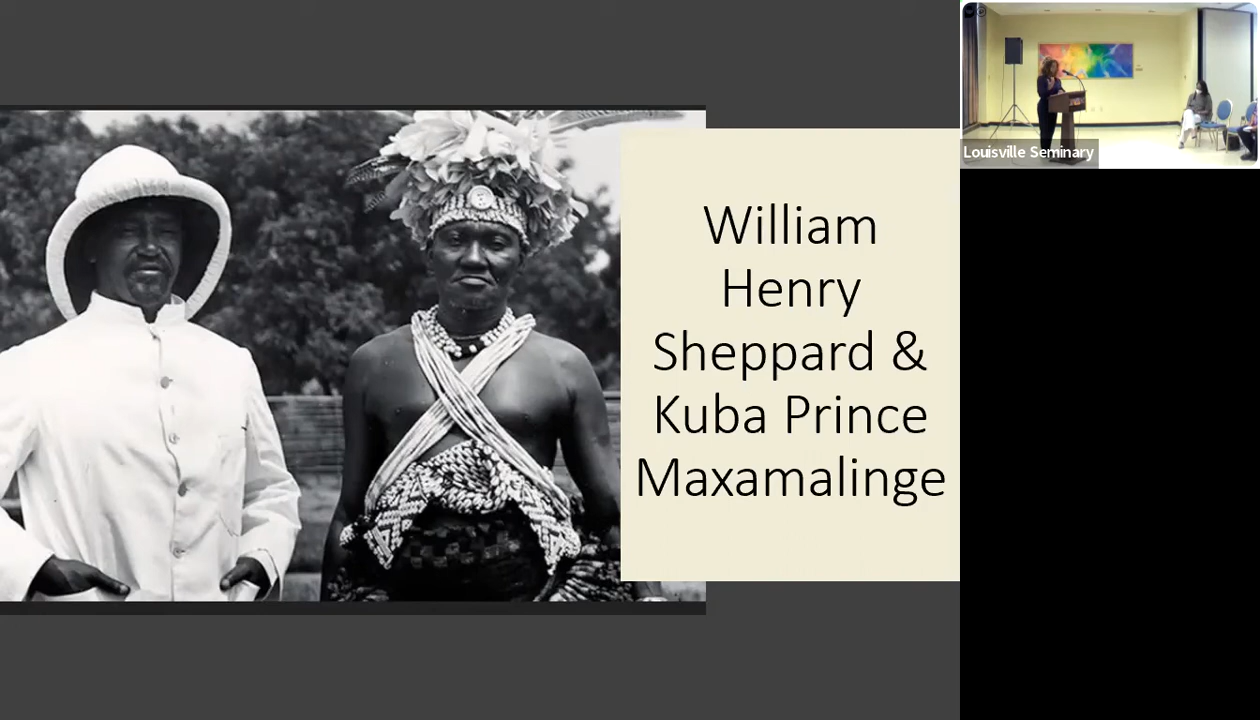 William
Henry
Sheppard &
Kuba Prince
Maxamalinge
Louisville Seminary